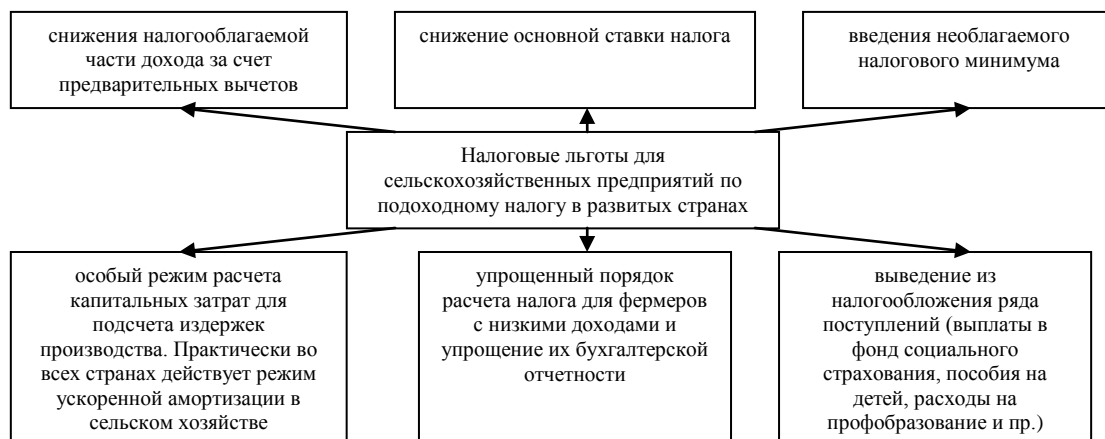 снижения налогооблагаемой
части дохода за счет
предварительных вычетов
снижение основной ставки налога
введения необлагаемого
налогового минимума
Налоговые льготы для
сельскохозяйственных предприятий по
подоходному налогу в развитых странах
особый режим расчета
капитальных затрат для
подсчета издержек
производства. Практически во
всех странах действует режим
ускоренной амортизации в
сельском хозяйстве
упрощенный порядок
расчета налога для фермеров
с низкими доходами и
упрощение их бухгалтерской
отчетности
выведение из
налогообложения ряда
поступлений (выплаты в
фонд социального
страхования, пособия на
детей, расходы на
профобразование и пр.)